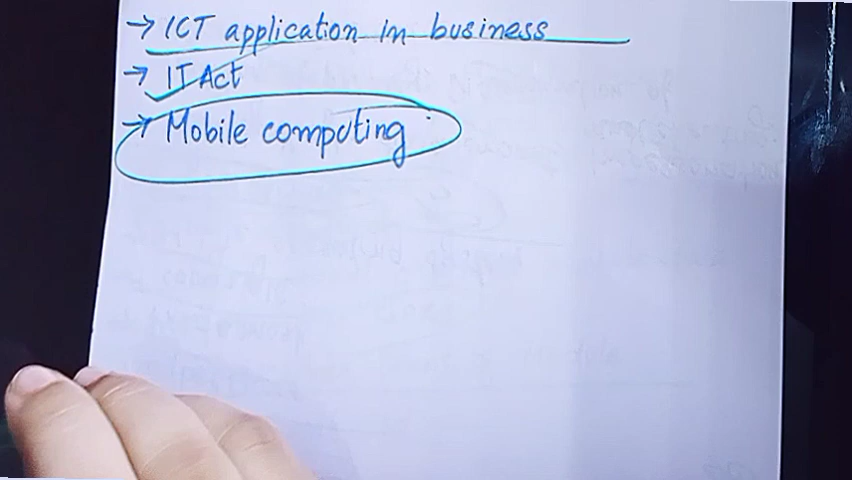 → ICT application in business
→ IT Act
→ Mobile computing